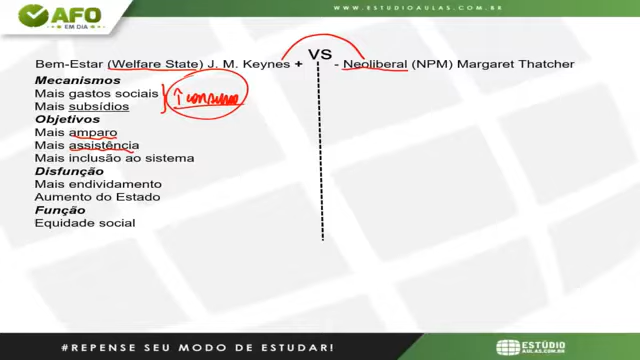 AFO
EM DIA
WWW.ESTUDIOAULAS.COM.BR
VS
Bem-Estar (Welfare State) J. M. Keynes + - Neoliberal (NPM) Margaret Thatcher
Mecanismos
Mais gastos sociais
Mais subsídios
↑ consumo
Objetivos
Mais amparo
Mais assistência
Mais inclusão ao sistema
Disfunção
Mais endividamento
Aumento do Estado
Função
Equidade social
#REPENSE SEU MODO DE ESTUDAR!
ESTÚDIO
AULAS.COM.BR